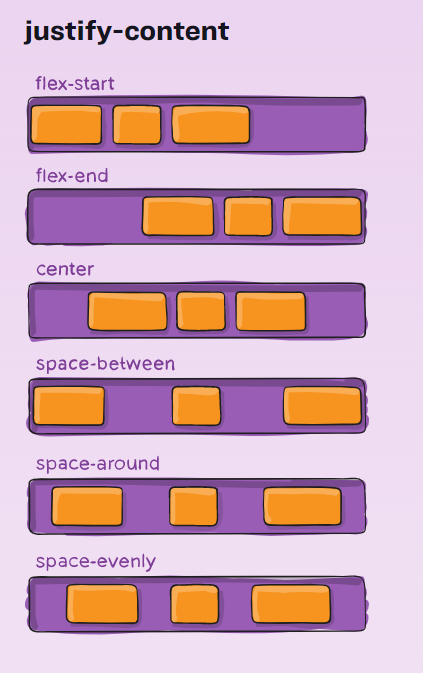 justify-content
flex-start
flex-end
center
space-between
space-around
space-evenly